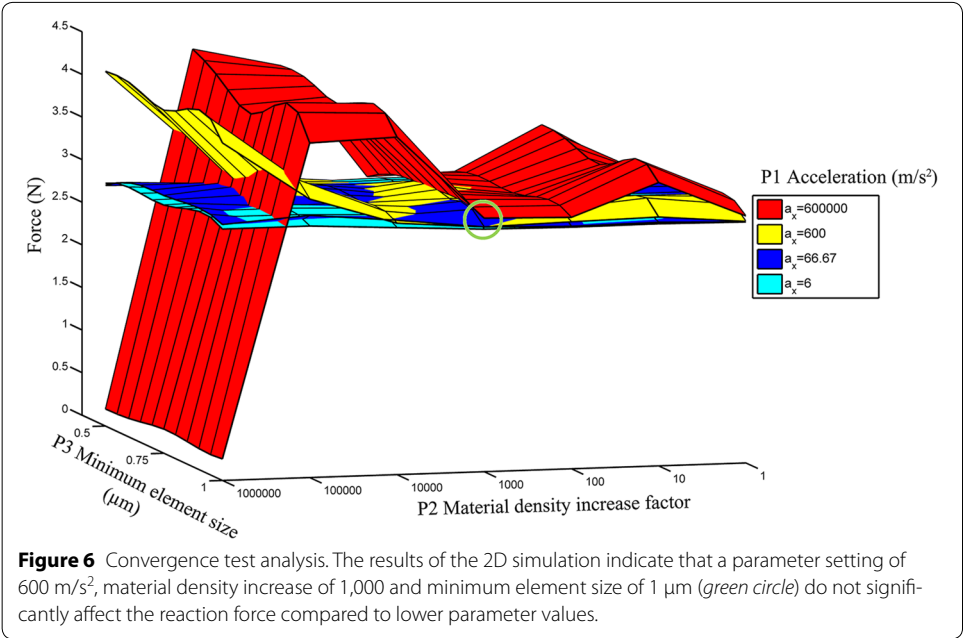 4.5
4
3.5
3
2.5
2
1.5
1
0.5
0
Force (N)
0.5
0.75
1
P3 Minimum element size
(μm)
1000000
100000
10000
1000
100
10
1
P2 Material density increase factor
P1 Acceleration (m/s²)
aₓ=600000
aₓ=600
aₓ=66.67
aₓ=6
Figure 6 Convergence test analysis. The results of the 2D simulation indicate that a parameter setting of
600 m/s², material density increase of 1,000 and minimum element size of 1 μm (green circle) do not signifi-
cantly affect the reaction force compared to lower parameter values.